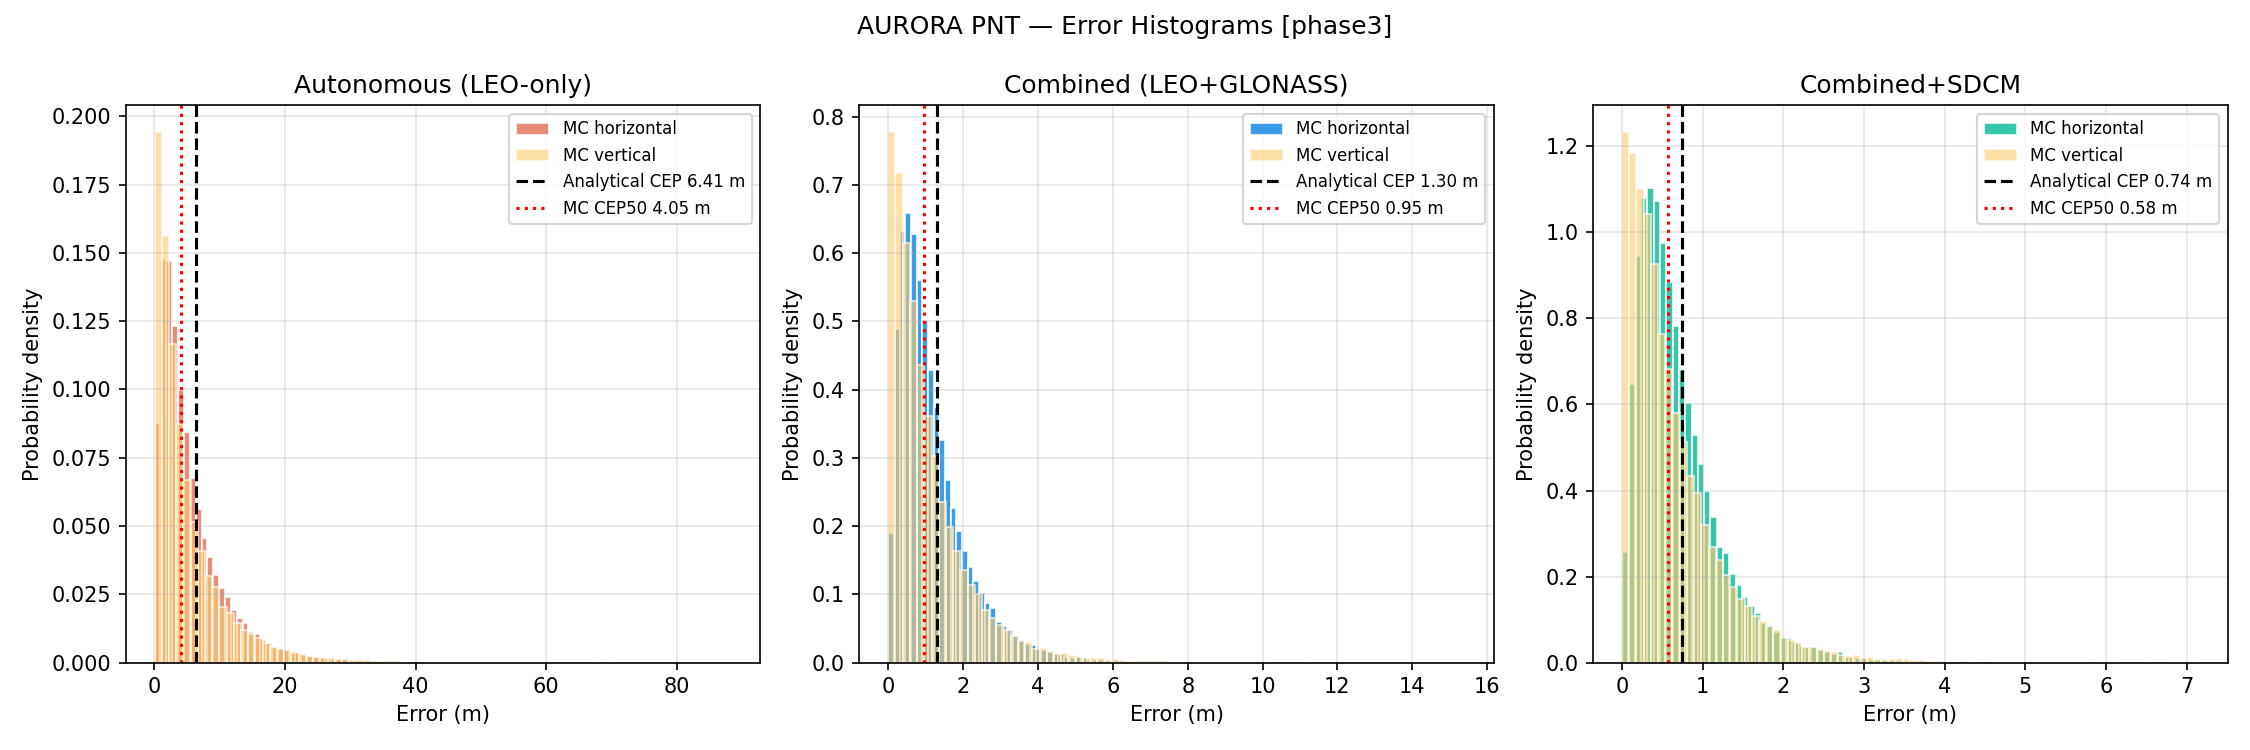 AURORA PNT — Error Histograms [phase3]
Autonomous (LEO-only)
MC horizontal
MC vertical
Analytical CEP 6.41 m
MC CEP50 4.05 m
Probability density
0.200
0.175
0.150
0.125
0.100
0.075
0.050
0.025
0.000
0 20 40 60 80
Error (m)
Combined (LEO+GLONASS)
MC horizontal
MC vertical
Analytical CEP 1.30 m
MC CEP50 0.95 m
Probability density
0.8
0.7
0.6
0.5
0.4
0.3
0.2
0.1
0.0
0 2 4 6 8 10 12 14 16
Error (m)
Combined+SDCM
MC horizontal
MC vertical
Analytical CEP 0.74 m
MC CEP50 0.58 m
Probability density
1.2
1.0
0.8
0.6
0.4
0.2
0.0
0 1 2 3 4 5 6 7
Error (m)